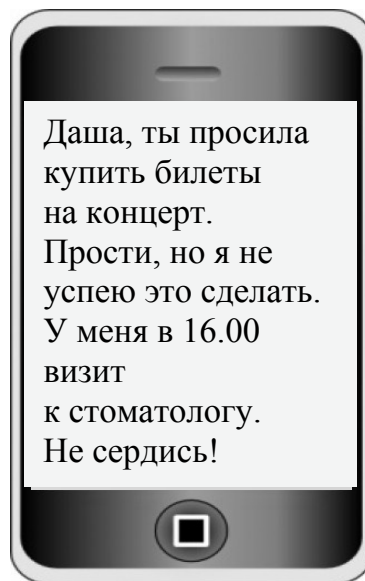 Даша, ты просила
купить билеты
на концерт.
Прости, но я не
успею это сделать.
У меня в 16.00
визит
к стоматологу.
Не сердись!